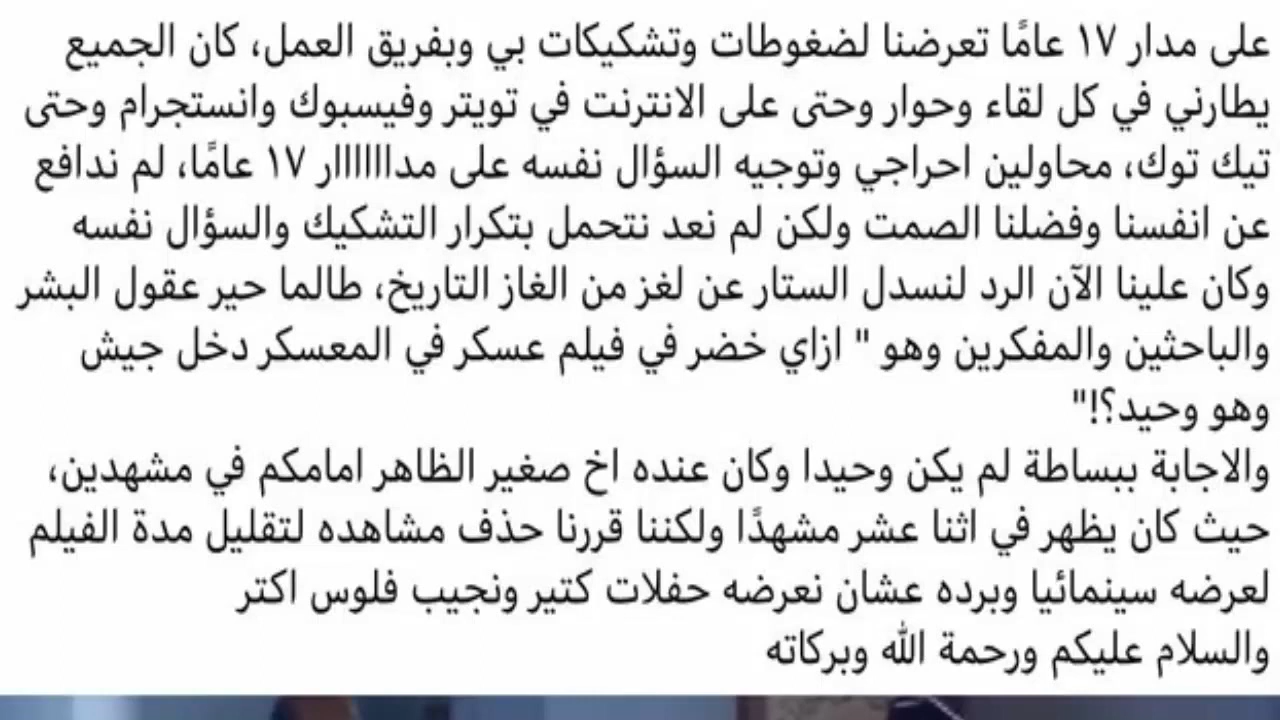 على مدار ١٧ عامًا تعرضنا لضغوطات وتشكيكات بي وبفريق العمل، كان الجميع
يطارني في كل لقاء وحوار وحتى على الانترنت في تويتر وفيسبوك وانستجرام وحتى
تيك توك، محاولين احراجي وتوجيه السؤال نفسه على مداااااار ١٧ عامًا، لم ندافع
عن انفسنا وفضلنا الصمت ولكن لم نعد نتحمل بتكرار التشكيك والسؤال نفسه
وكان علينا الآن الرد لنسدل الستار عن لغز من الغاز التاريخ، طالما حير عقول البشر
والباحثين والمفكرين وهو " ازاي خضر في فيلم عسكر في المعسكر دخل جيش
وهو وحيد؟!"
والاجابة ببساطة لم يكن وحيدا وكان عنده اخ صغير الظاهر امامكم في مشهدين،
حيث كان يظهر في اثنا عشر مشهدًا ولكننا قررنا حذف مشاهده لتقليل مدة الفيلم
لعرضه سينمائيا وبرده عشان نعرضه حفلات كتير ونجيب فلوس اكتر
والسلام عليكم ورحمة الله وبركاته